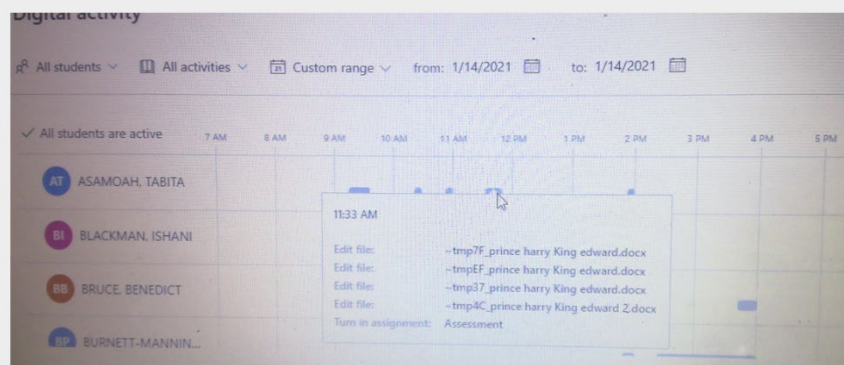 Digital activity
All students All activities Custom range from: 1/14/2021 to: 1/14/2021
All students are active 7 AM 8 AM 9 AM 10 AM 11 AM 12 PM 1 PM 2 PM 3 PM 4 PM 5 PM
AT ASAMOAH, TABITA
11:33 AM
BI BLACKMAN, ISHANI
Edit file: ~tmp7F_prince harry King edward.docx
Edit file: ~tmpEF_prince harry King edward.docx
BB BRUCE, BENEDICT
Edit file: ~tmp37_prince harry King edward.docx
Edit file: ~tmp4C_prince harry King edward 2.docx
Turn in assignment: Assessment
BP BURNETT-MANNIN...